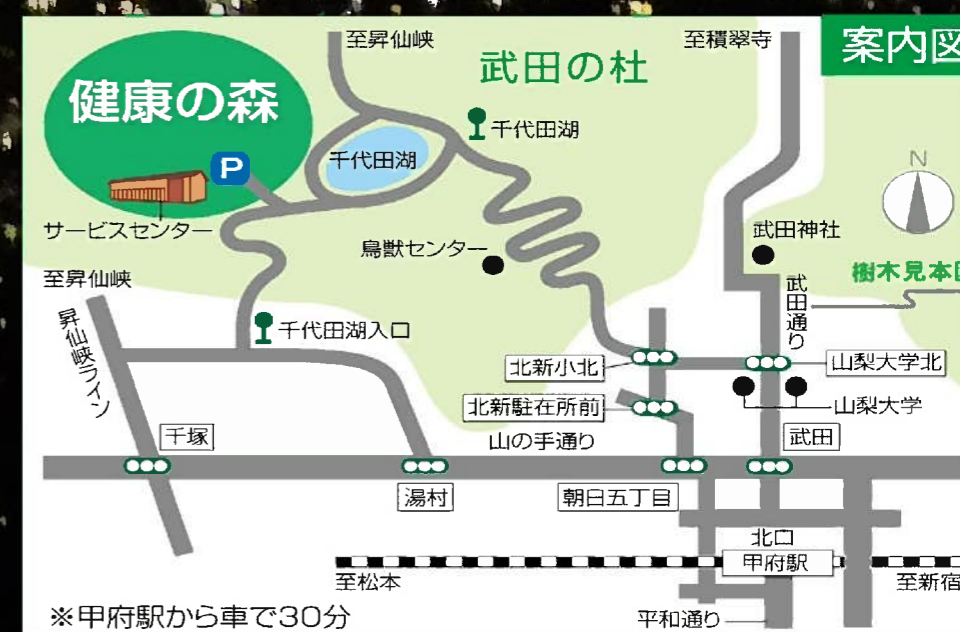 至昇仙峡
武田の杜
至積翠寺
案内図
健康の森
P
千代田湖
千代田湖
N
サービスセンター
鳥獣センター
武田神社
樹木見本
至昇仙峡
昇仙峡ライン
千代田湖入口
武田通り
北新小北
山梨大学北
北新駐在所前
山梨大学
千塚
山の手通り
武田
湯村
朝日五丁目
北口
甲府駅
至松本
至新宿
※甲府駅から車で30分
平和通り